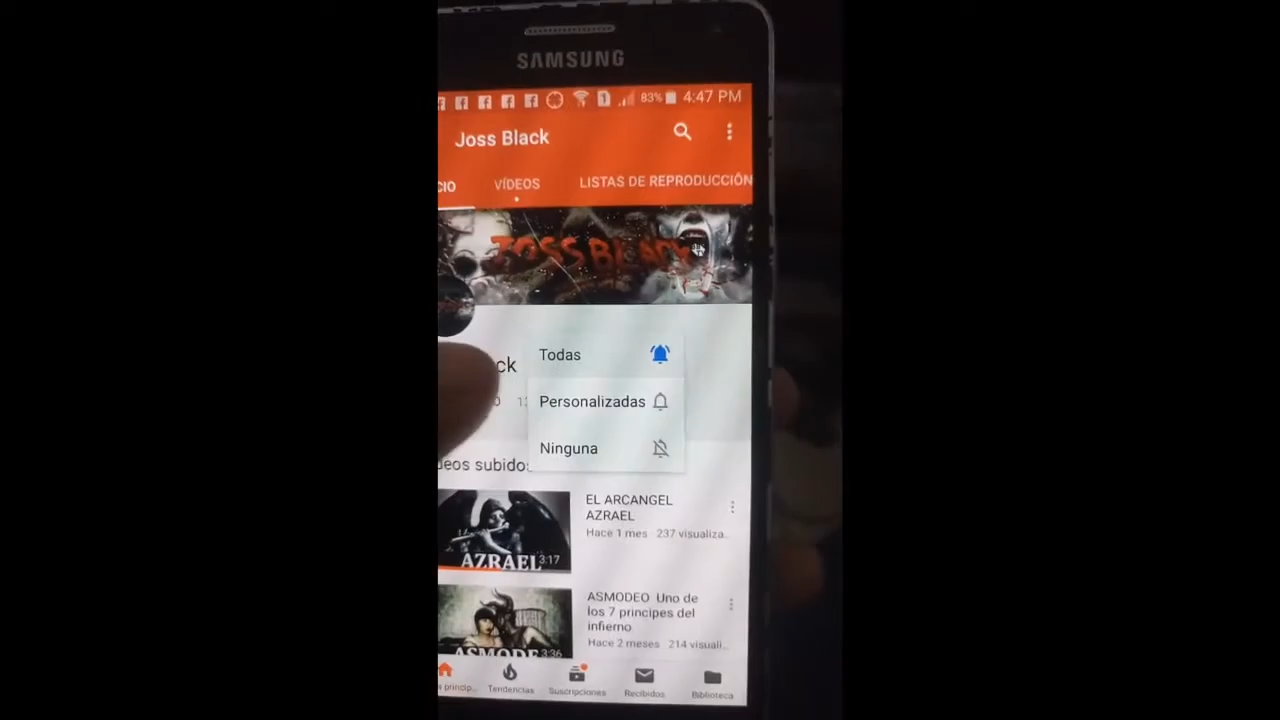 SAMSUNG
83% 4:47 PM
Joss Black
CIO VÍDEOS LISTAS DE REPRODUCCIÓN
JOSS BLACK
ck
Todas
Personalizadas
Ninguna
deos subidos
EL ARCANGEL
AZRAEL
Hace 1 mes 237 visualiza..
AZRAEL 3:17
ASMODEO Uno de
los 7 principes del
infierno
Hace 2 meses 214 visuali..
ASMODE 3:36
princip... Tendencias Suscripciones Recibidos Biblioteca